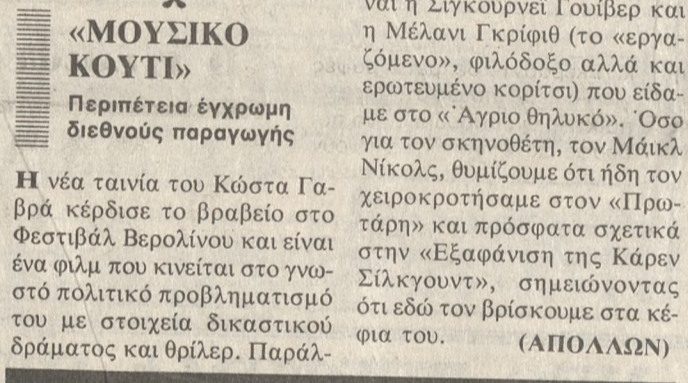 «ΜΟΥΣΙΚΟ
ΚΟΥΤΙ»
Περιπέτεια έγχρωμη
διεθνούς παραγωγής
Η νέα ταινία του Κώστα Γα-
βρά κέρδισε το βραβείο στο
Φεστιβάλ Βερολίνου και είναι
ένα φιλμ που κινείται στο γνω-
στό πολιτικό προβληματισμό
του με στοιχεία δικαστικού
δράματος και θρίλερ. Παράλ-
ναι η Σιγκούρνεϊ Γουίβερ και
η Μέλανι Γκρίφιθ (το «εργα-
ζόμενο», φιλόδοξο αλλά και
ερωτευμένο κορίτσι) που είδα-
με στο «Άγριο θηλυκό». Όσο
για τον σκηνοθέτη, τον Μάικλ
Νίκολς, θυμίζουμε ότι ήδη τον
χειροκροτήσαμε στον «Πρω-
τάρη» και πρόσφατα σχετικά
στην «Εξαφάνιση της Κάρεν
Σίλκγουντ», σημειώνοντας
ότι εδώ τον βρίσκουμε στα κέ-
φια του. (ΑΠΟΛΛΩΝ)